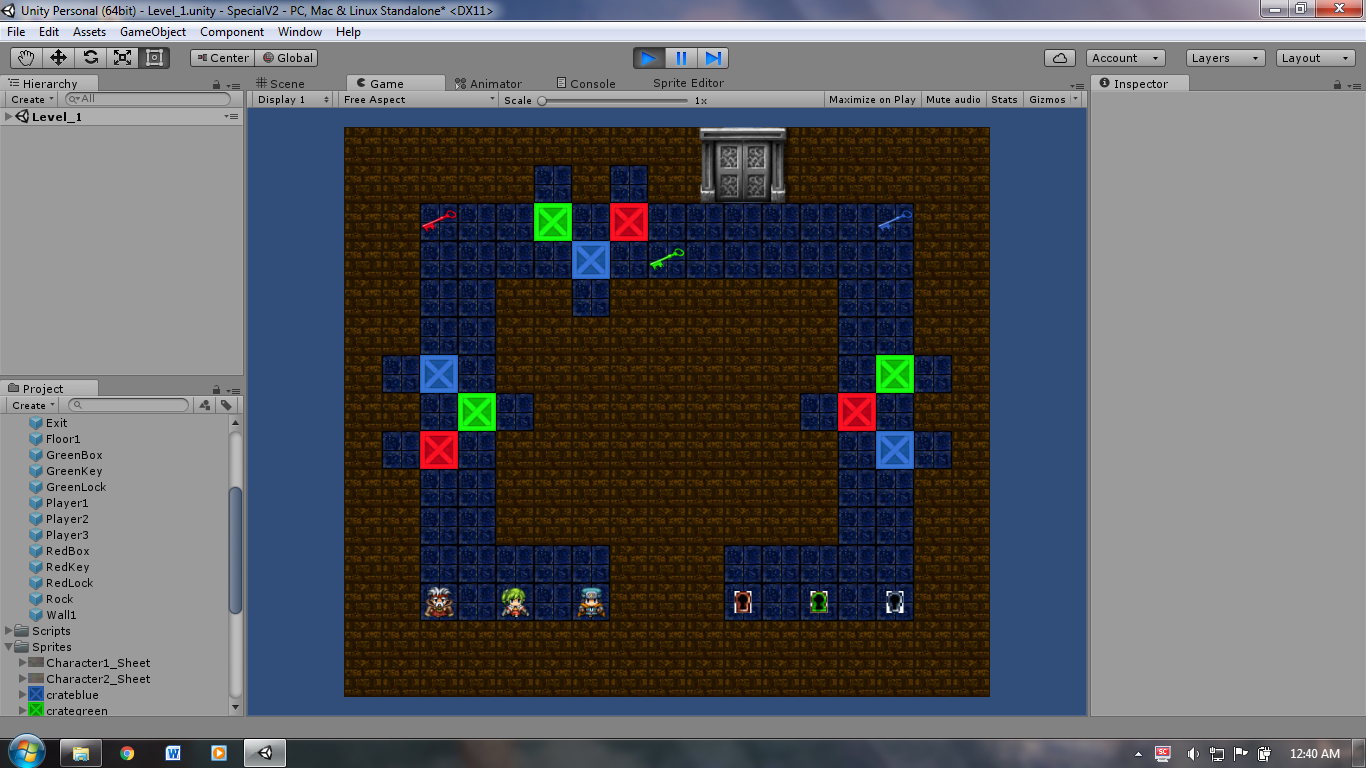 Unity Personal (64bit) - Level_1.unity - SpecialV2 - PC, Mac & Linux Standalone* <DX11>
File Edit Assets GameObject Component Window Help
Center Global Account Layers Layout
Hierarchy Scene Game Animator Console Sprite Editor Inspector
Create All Display 1 Free Aspect Scale 1x Maximize on Play Mute audio Stats Gizmos
Level_1
Project
Create
Exit
Floor1
GreenBox
GreenKey
GreenLock
Player1
Player2
Player3
RedBox
RedKey
RedLock
Rock
Wall1
Scripts
Sprites
Character1_Sheet
Character2_Sheet
crateblue
crategreen
12:40 AM